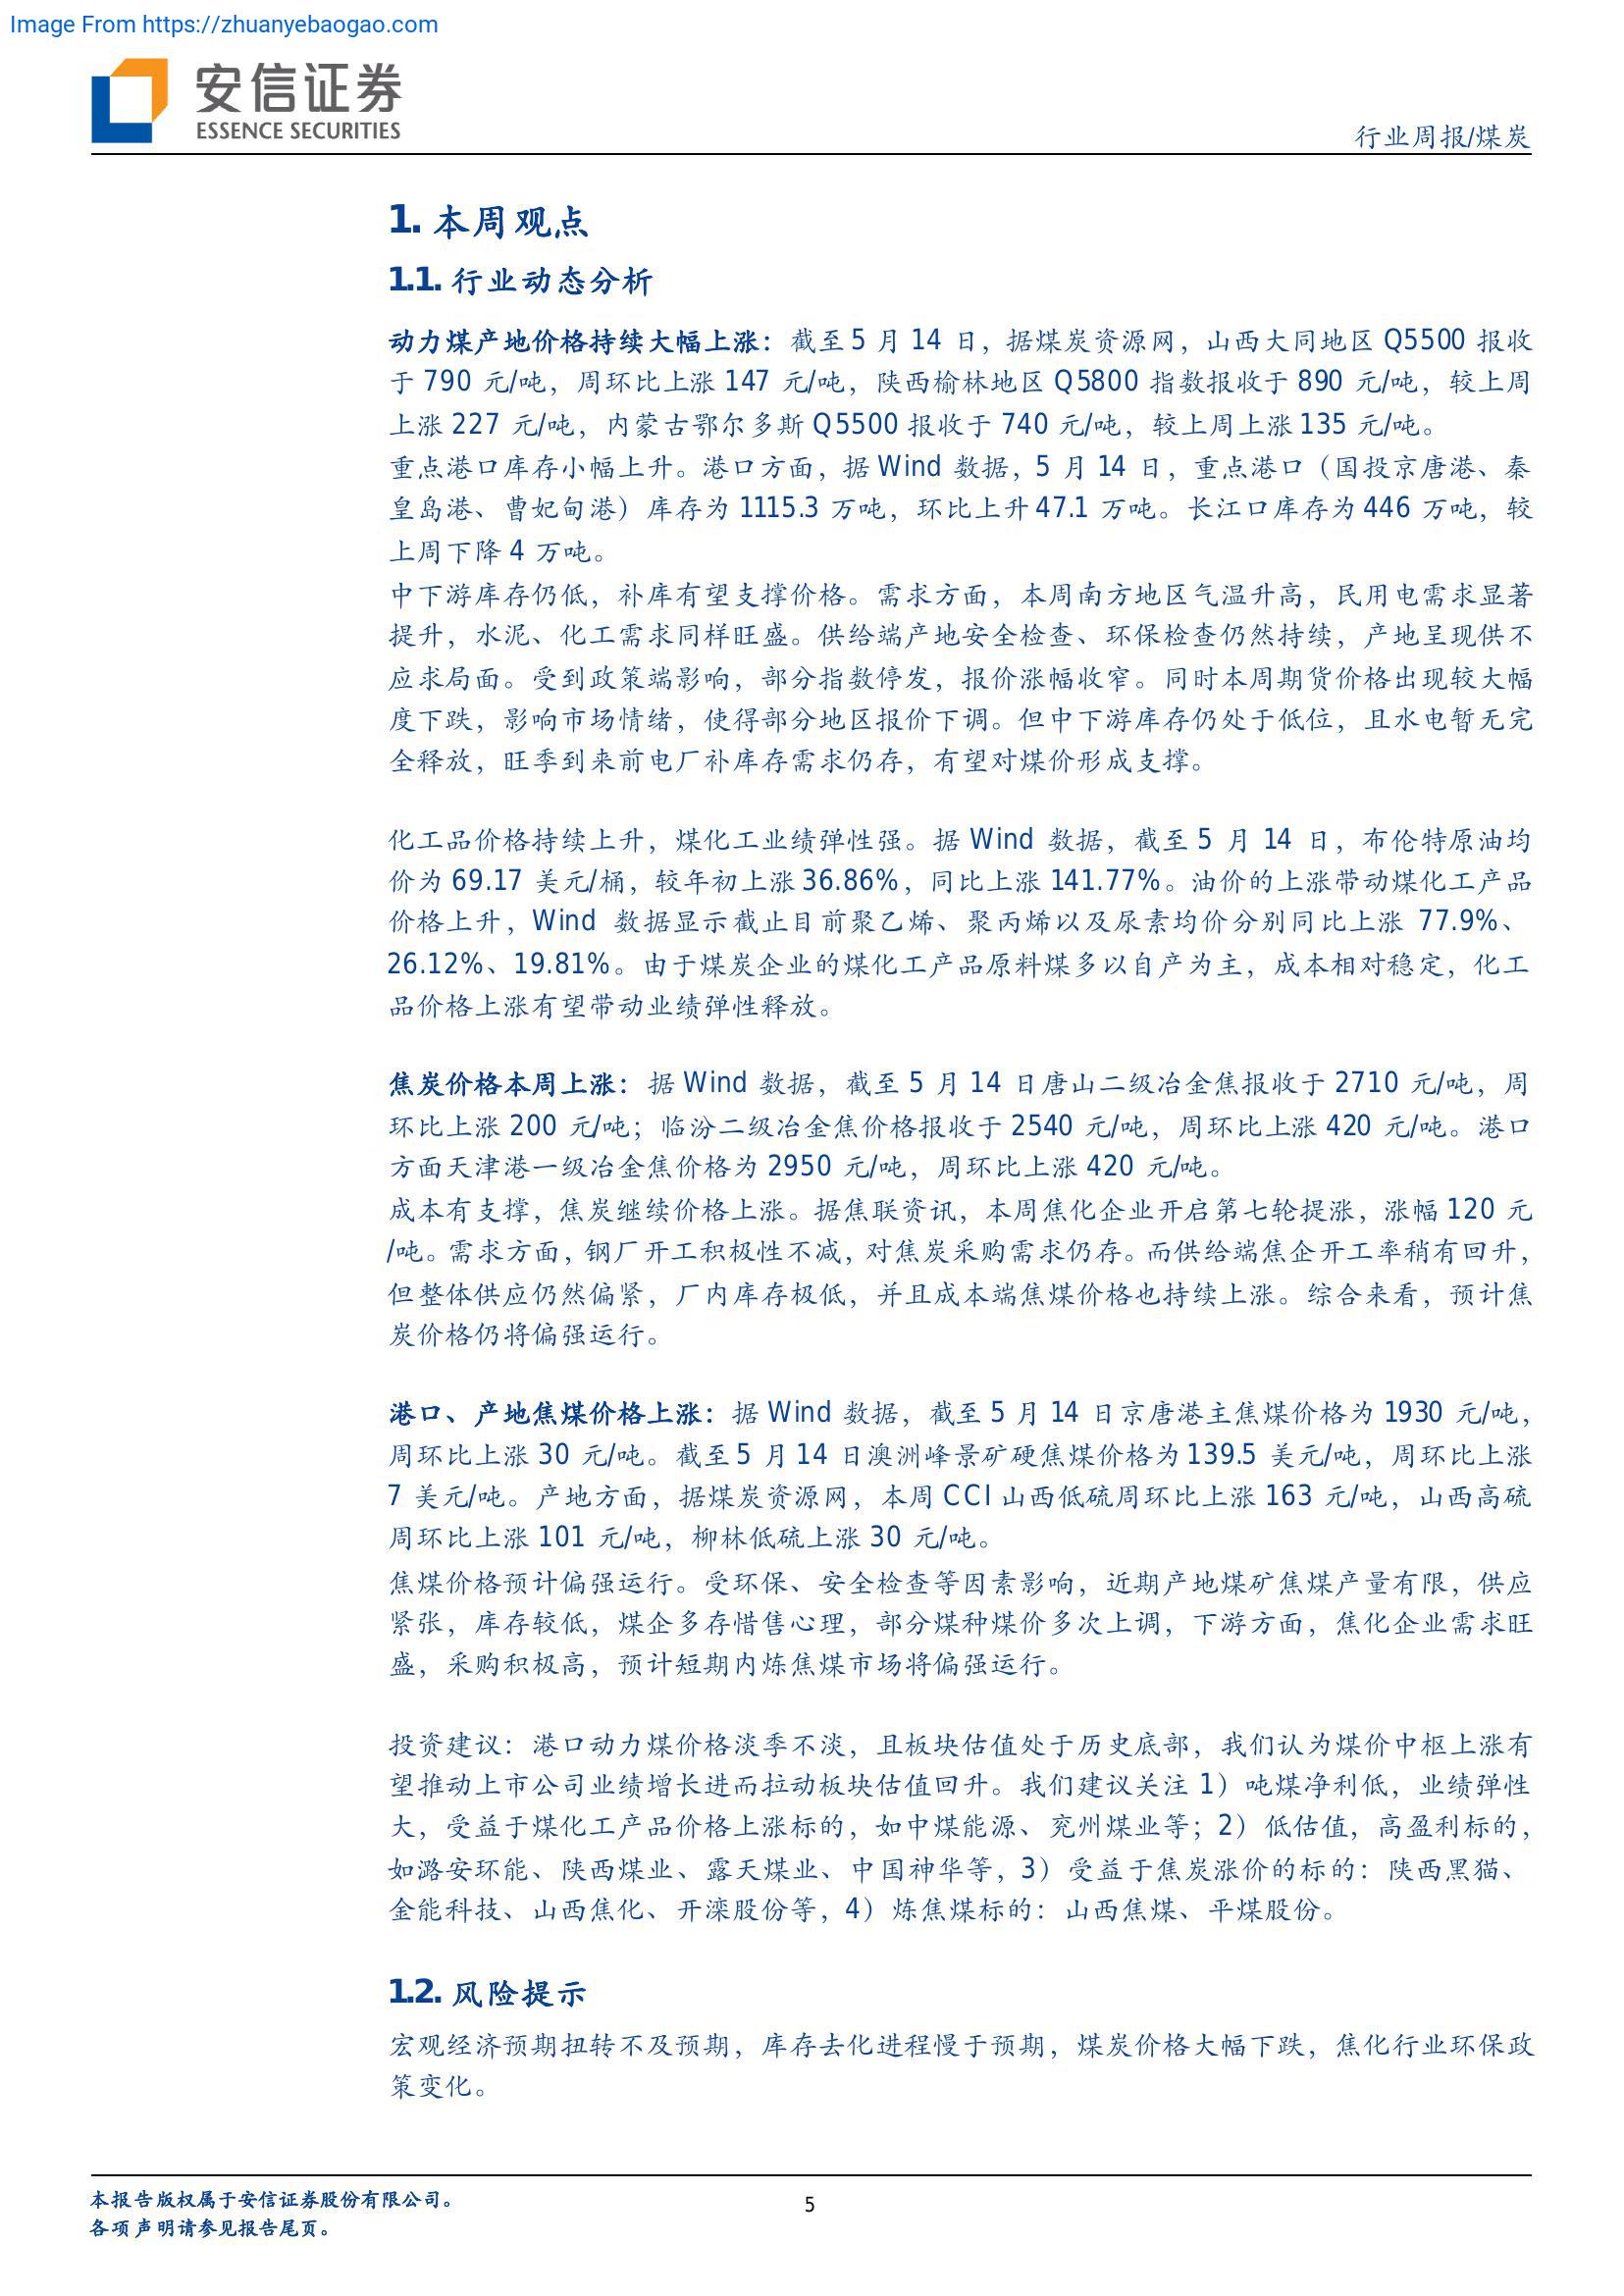 Image From https://zhuanyebaogao.com
安信证券
ESSENCE SECURITIES
行业周报/煤炭
1. 本周观点
1.1. 行业动态分析
动力煤产地价格持续大幅上涨：截至 5 月 14 日，据煤炭资源网，山西大同地区 Q5500 报收
于 790 元/吨，周环比上涨 147 元/吨，陕西榆林地区 Q5800 指数报收于 890 元/吨，较上周
上涨 227 元/吨，内蒙古鄂尔多斯 Q5500 报收于 740 元/吨，较上周上涨 135 元/吨。
重点港口库存小幅上升。港口方面，据 Wind 数据，5 月 14 日，重点港口（国投京唐港、秦
皇岛港、曹妃甸港）库存为 1115.3 万吨，环比上升 47.1 万吨。长江口库存为 446 万吨，较
上周下降 4 万吨。
中下游库存仍低，补库有望支撑价格。需求方面，本周南方地区气温升高，民用电需求显著
提升，水泥、化工需求同样旺盛。供给端产地安全检查、环保检查仍然持续，产地呈现供不
应求局面。受到政策端影响，部分指数停发，报价涨幅收窄。同时本周期货价格出现较大幅
度下跌，影响市场情绪，使得部分地区报价下调。但中下游库存仍处于低位，且水电暂无完
全释放，旺季到来前电厂补库存需求仍存，有望对煤价形成支撑。
化工品价格持续上升，煤化工业绩弹性强。据 Wind 数据，截至 5 月 14 日，布伦特原油均
价为 69.17 美元/桶，较年初上涨 36.86%，同比上涨 141.77%。油价的上涨带动煤化工产品
价格上升，Wind 数据显示截止目前聚乙烯、聚丙烯以及尿素均价分别同比上涨 77.9%、
26.12%、19.81%。由于煤炭企业的煤化工产品原料煤多以自产为主，成本相对稳定，化工
品价格上涨有望带动业绩弹性释放。
焦炭价格本周上涨：据 Wind 数据，截至 5 月 14 日唐山二级冶金焦报收于 2710 元/吨，周
环比上涨 200 元/吨；临汾二级冶金焦价格报收于 2540 元/吨，周环比上涨 420 元/吨。港口
方面天津港一级冶金焦价格为 2950 元/吨，周环比上涨 420 元/吨。
成本有支撑，焦炭继续价格上涨。据焦联资讯，本周焦化企业开启第七轮提涨，涨幅 120 元
/吨。需求方面，钢厂开工积极性不减，对焦炭采购需求仍存。而供给端焦企开工率稍有回升，
但整体供应仍然偏紧，厂内库存极低，并且成本端焦煤价格也持续上涨。综合来看，预计焦
炭价格仍将偏强运行。
港口、产地焦煤价格上涨：据 Wind 数据，截至 5 月 14 日京唐港主焦煤价格为 1930 元/吨，
周环比上涨 30 元/吨。截至 5 月 14 日澳洲峰景矿硬焦煤价格为 139.5 美元/吨，周环比上涨
7 美元/吨。产地方面，据煤炭资源网，本周 CCI 山西低硫周环比上涨 163 元/吨，山西高硫
周环比上涨 101 元/吨，柳林低硫上涨 30 元/吨。
焦煤价格预计偏强运行。受环保、安全检查等因素影响，近期产地煤矿焦煤产量有限，供应
紧张，库存较低，煤企多存惜售心理，部分煤种煤价多次上调，下游方面，焦化企业需求旺
盛，采购积极高，预计短期内炼焦煤市场将偏强运行。
投资建议：港口动力煤价格淡季不淡，且板块估值处于历史底部，我们认为煤价中枢上涨有
望推动上市公司业绩增长进而拉动板块估值回升。我们建议关注 1）吨煤净利低，业绩弹性
大，受益于煤化工产品价格上涨标的，如中煤能源、兖州煤业等；2）低估值，高盈利标的，
如潞安环能、陕西煤业、露天煤业、中国神华等，3）受益于焦炭涨价的标的：陕西黑猫、
金能科技、山西焦化、开滦股份等，4）炼焦煤标的：山西焦煤、平煤股份。
1.2. 风险提示
宏观经济预期扭转不及预期，库存去化进程慢于预期，煤炭价格大幅下跌，焦化行业环保政
策变化。
本报告版权属于安信证券股份有限公司。
5
各项声明请参见报告尾页。